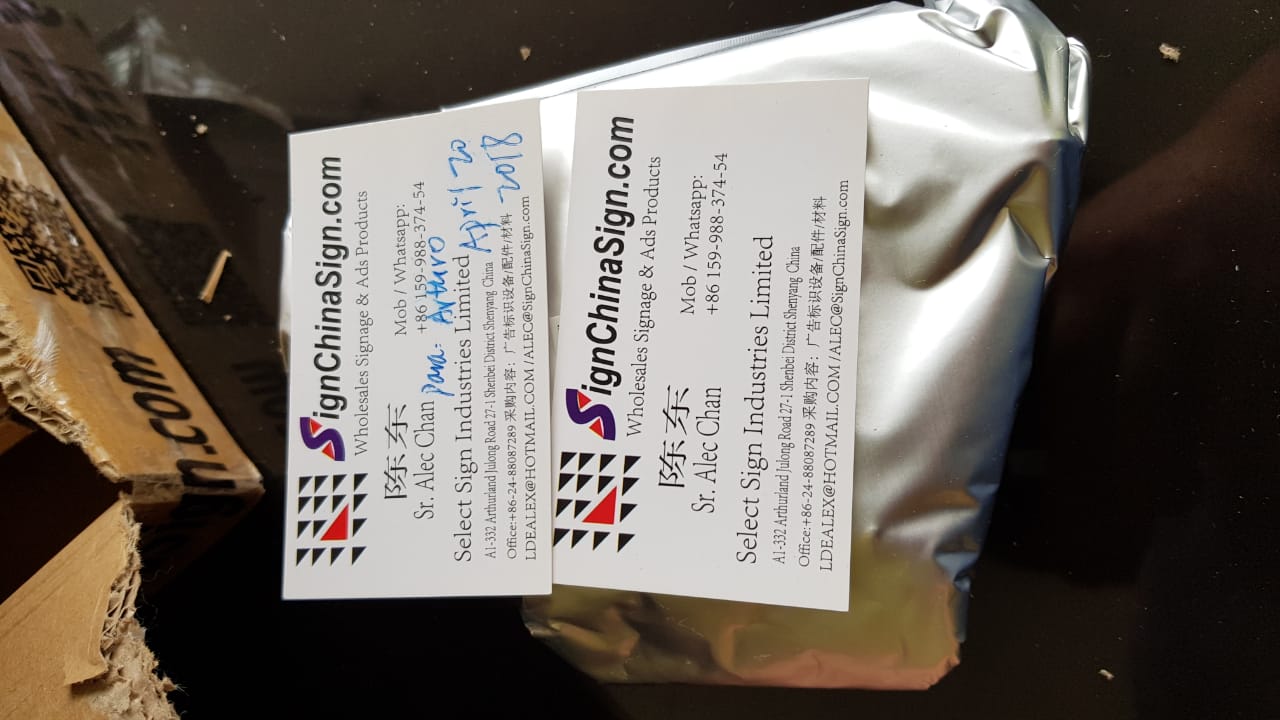 SignChinaSign.com
Wholesales Signage & Ads Products
陈东
Sr. Alec Chan
Mob / Whatsapp:
+86 159-988-374-54
para: Arthuro
April 20
2018
Select Sign Industries Limited
A1-332 Arthurland Julong Road 27-1 Shenbei District Shenyang China
Office:+86-24-88087289 采购内容：广告标识设备/配件/材料
LDEALEX@HOTMAIL.COM / ALEC@SignChinaSign.com
SignChinaSign.com
Wholesales Signage & Ads Products
陈东
Sr. Alec Chan
Mob / Whatsapp:
+86 159-988-374-54
Select Sign Industries Limited
A1-332 Arthurland Julong Road 27-1 Shenbei District Shenyang China
Office:+86-24-88087289 采购内容：广告标识设备/配件/材料
LDEALEX@HOTMAIL.COM / ALEC@SignChinaSign.com
ign.com